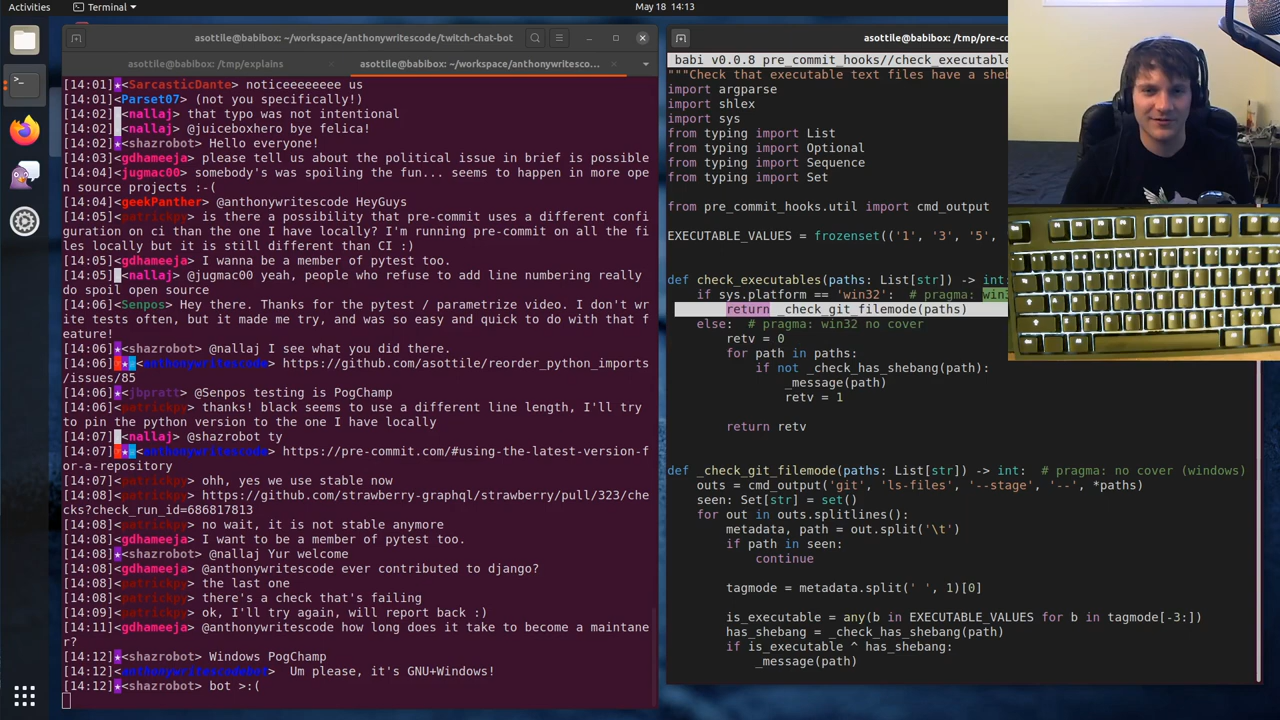 Activities
Terminal
May 18 14:13
asottile@babibox: ~/workspace/anthonywritescode/twitch-chat-bot
asottile@babibox: /tmp/explains
asottile@babibox: ~/workspace/anthonywritesco...
[14:01]★<SarcasticDante> noticeeeeeeee us
[14:01]★<Parset07> (not you specifically!)
[14:02] <nallaj> that typo was not intentional
[14:02] <nallaj> @juiceboxhero bye felica!
[14:02]★<shazrobot> Hello everyone!
[14:03]<gdhameeja> please tell us about the political issue in brief is possible
[14:04]<jugmac00> somebody's was spoiling the fun... seems to happen in more ope
n source projects :-(
[14:04]<geekPanther> @anthonywritescode HeyGuys
[14:05]<patrickpy> is there a possibility that pre-commit uses a different confi
guration on ci than the one I have locally? I'm running pre-commit on all the fi
les locally but it is still different than CI :)
[14:05]<gdhameeja> I wanna be a member of pytest too.
[14:05] <nallaj> @jugmac00 yeah, people who refuse to add line numbering really
do spoil open source
[14:06]<Senpos> Hey there. Thanks for the pytest / parametrize video. I don't wr
ite tests often, but it made me try, and was so easy and quick to do with that f
eature!
[14:06]★<shazrobot> @nallaj I see what you did there.
[14:06]★<anthonywritescode> https://github.com/asottile/reorder_python_imports
/issues/85
[14:06]★<jbpratt> @Senpos testing is PogChamp
[14:06]<patrickpy> thanks! black seems to use a different line length, I'll try
to pin the python version to the one I have locally
[14:07] <nallaj> @shazrobot ty
[14:07]★<anthonywritescode> https://pre-commit.com/#using-the-latest-version-f
or-a-repository
[14:07]<patrickpy> ohh, yes we use stable now
[14:08]<patrickpy> https://github.com/strawberry-graphql/strawberry/pull/323/che
cks?check_run_id=686817813
[14:08]<patrickpy> no wait, it is not stable anymore
[14:08]<gdhameeja> I want to be a member of pytest too.
[14:08]★<shazrobot> @nallaj Yur welcome
[14:08]<gdhameeja> @anthonywritescode ever contributed to django?
[14:08]<patrickpy> the last one
[14:08]<patrickpy> there's a check that's failing
[14:09]<patrickpy> ok, I'll try again, will report back :)
[14:11]<gdhameeja> @anthonywritescode how long does it take to become a maintane
r?
[14:12]★<shazrobot> Windows PogChamp
[14:12]★<anthonywritescodebot> Um please, it's GNU+Windows!
[14:12]★<shazrobot> bot >:(
asottile@babibox: /tmp/pre-co
babi v0.0.8 pre_commit_hooks//check_executable
"""Check that executable text files have a sheb
import argparse
import shlex
import sys
from typing import List
from typing import Optional
from typing import Sequence
from typing import Set
from pre_commit_hooks.util import cmd_output
EXECUTABLE_VALUES = frozenset(('1', '3', '5',
def check_executables(paths: List[str]) -> int:
if sys.platform == 'win32':  # pragma: win3
return _check_git_filemode(paths)
else:  # pragma: win32 no cover
retv = 0
for path in paths:
if not _check_has_shebang(path):
_message(path)
retv = 1
return retv
def _check_git_filemode(paths: List[str]) -> int:  # pragma: no cover (windows)
outs = cmd_output('git', 'ls-files', '--stage', '--', *paths)
seen: Set[str] = set()
for out in outs.splitlines():
metadata, path = out.split('\t')
if path in seen:
continue
tagmode = metadata.split(' ', 1)[0]
is_executable = any(b in EXECUTABLE_VALUES for b in tagmode[-3:])
has_shebang = _check_has_shebang(path)
if is_executable ^ has_shebang:
_message(path)